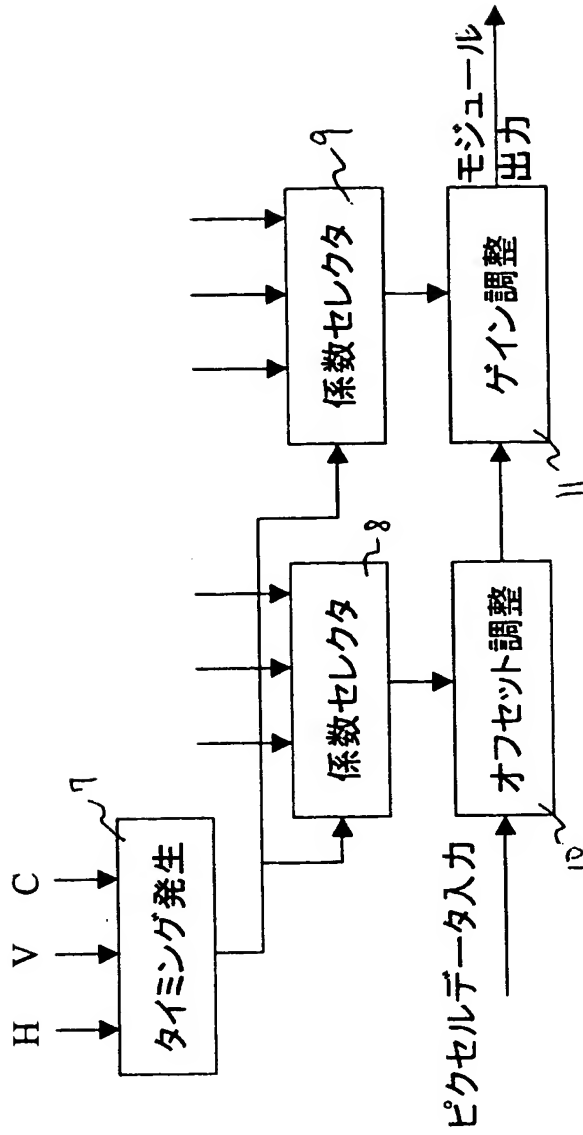 H V C
タイミング発生
7
係数セレクタ
8
係数セレクタ
9
ピクセルデータ入力
オフセット調整
10
ゲイン調整
11
モジュール
出力